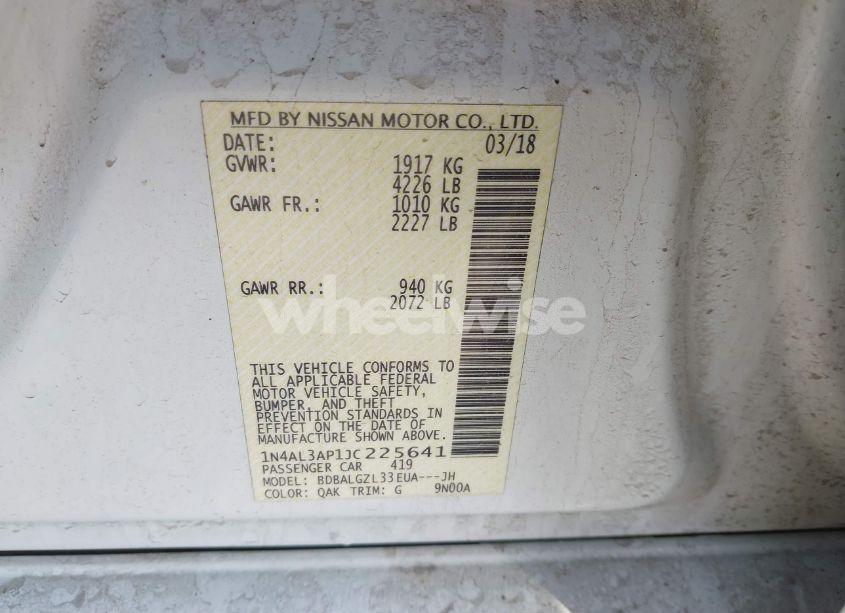 MFD BY NISSAN MOTOR CO., LTD.
DATE: 03/18
GVWR: 1917 KG
4226 LB
GAWR FR.: 1010 KG
2227 LB
GAWR RR.: 940 KG
2072 LB
wheelwise
THIS VEHICLE CONFORMS TO
ALL APPLICABLE FEDERAL
MOTOR VEHICLE SAFETY,
BUMPER, AND THEFT
PREVENTION STANDARDS IN
EFFECT ON THE DATE OF
MANUFACTURE SHOWN ABOVE.
1N4AL3AP1JC225641
PASSENGER CAR 419
MODEL: BDBALGZL33EUA---JH
COLOR: QAK TRIM: G 9N00A